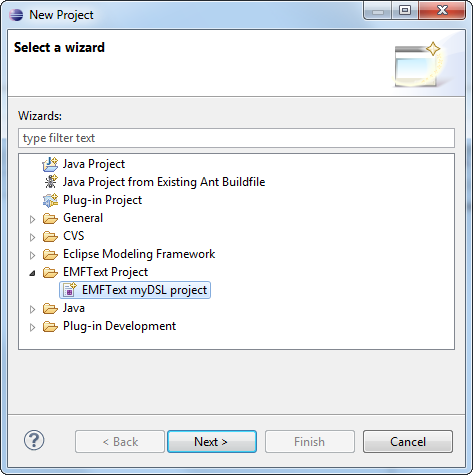 New Project
Select a wizard
Wizards:
type filter text
Java Project
Java Project from Existing Ant Buildfile
Plug-in Project
General
CVS
Eclipse Modeling Framework
EMFText Project
EMFText myDSL project
Java
Plug-in Development
? < Back Next > Finish Cancel